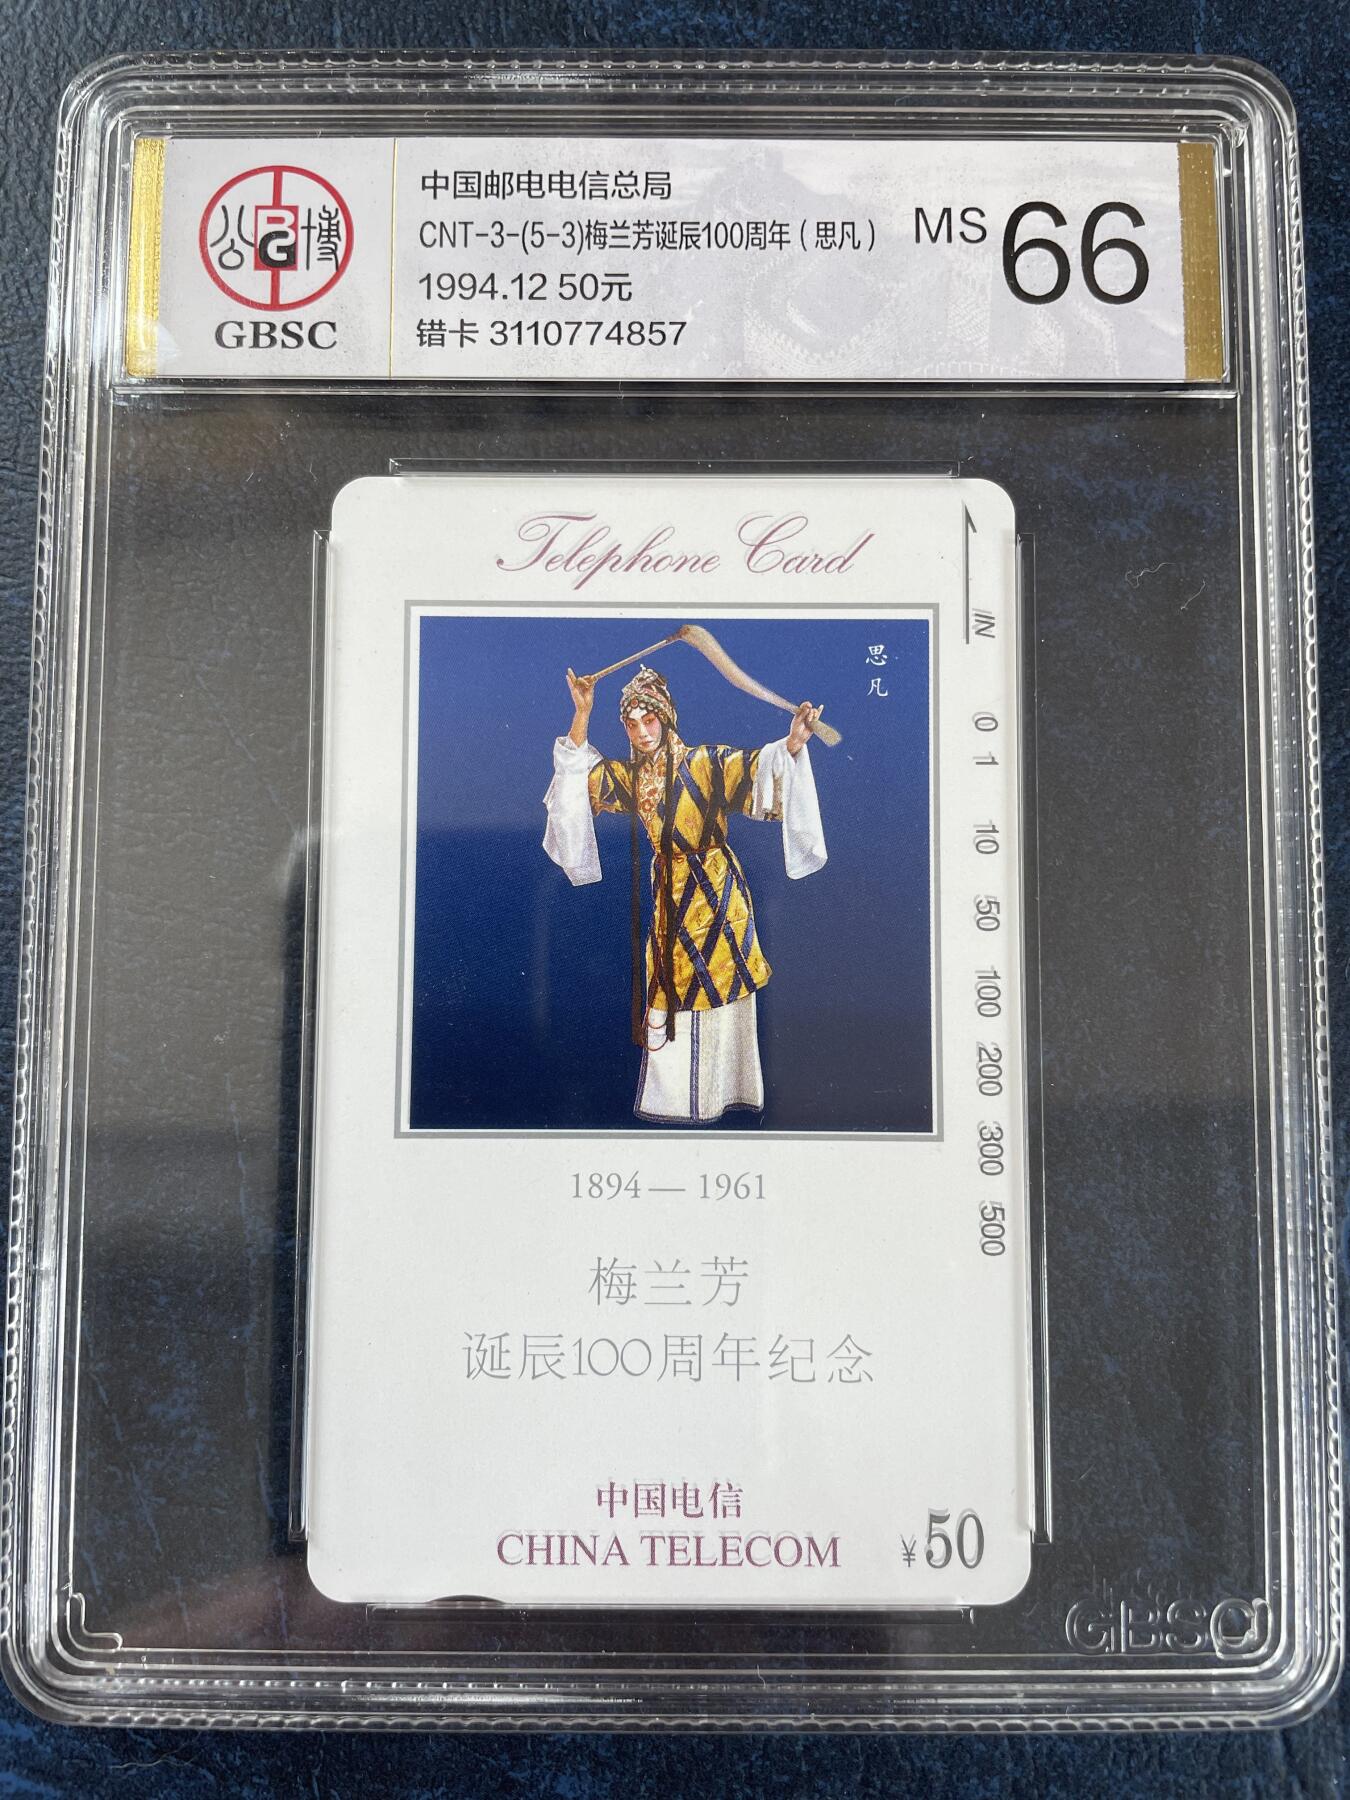 公 博
BG
GBSC
中国邮电电信总局
CNT-3-(5-3)梅兰芳诞辰100周年(思凡)
1994.12 50元
错卡 3110774857
MS 66
Telephone Card
思凡
IN
0
1
10
50
100
200
300
500
1894—1961
梅兰芳
诞辰100周年纪念
中国电信
CHINA TELECOM
¥50
GBSC